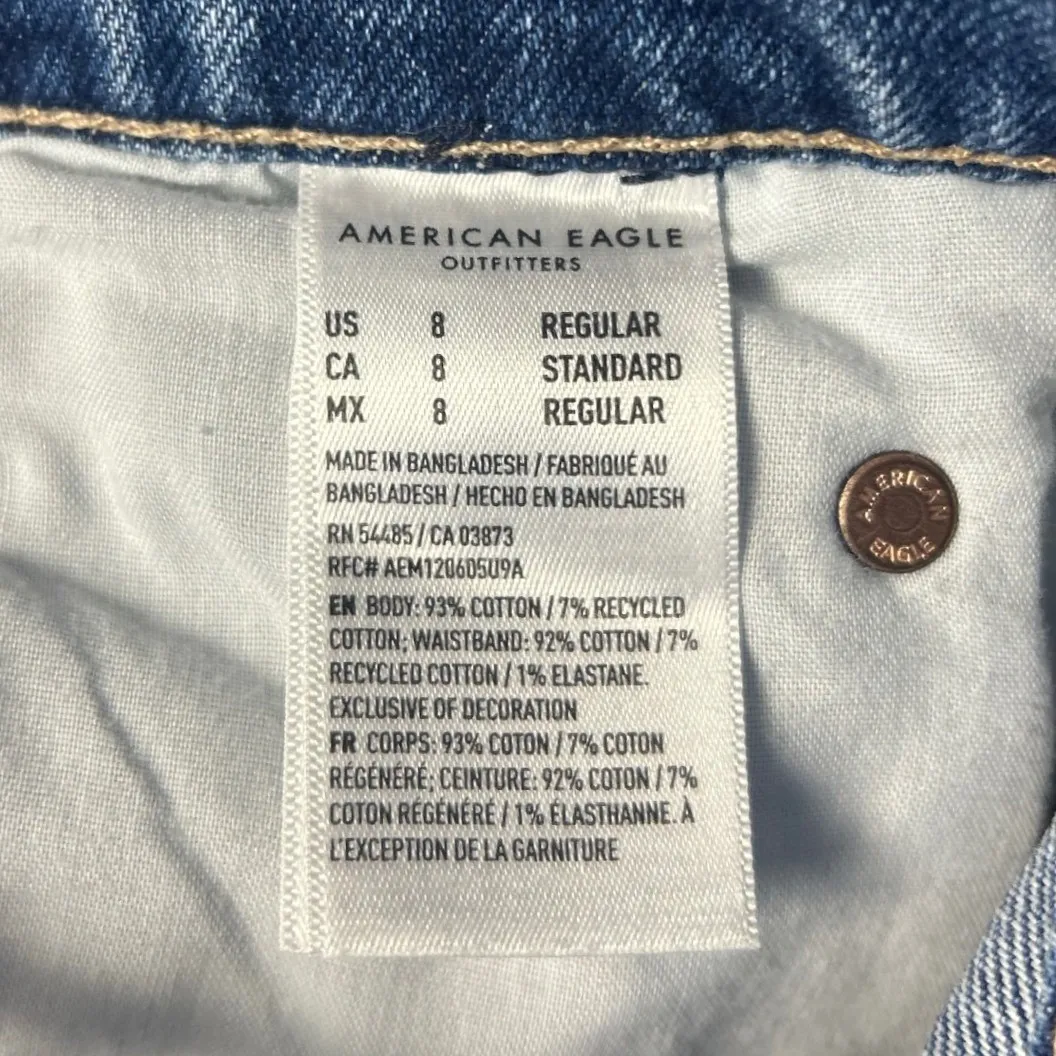 AMERICAN EAGLE
OUTFITTERS
US 8 REGULAR
CA 8 STANDARD
MX 8 REGULAR
MADE IN BANGLADESH / FABRIQUÉ AU
BANGLADESH / HECHO EN BANGLADESH
RN 54485 / CA 03873
RFC# AEM120605U9A
EN BODY: 93% COTTON / 7% RECYCLED
COTTON; WAISTBAND: 92% COTTON / 7%
RECYCLED COTTON / 1% ELASTANE.
EXCLUSIVE OF DECORATION
FR CORPS: 93% COTON / 7% COTON
RÉGÉNÉRÉ; CEINTURE: 92% COTON / 7%
COTON RÉGÉNÉRÉ / 1% ÉLASTHANNE. À
L'EXCEPTION DE LA GARNITURE
AMERICAN
EAGLE